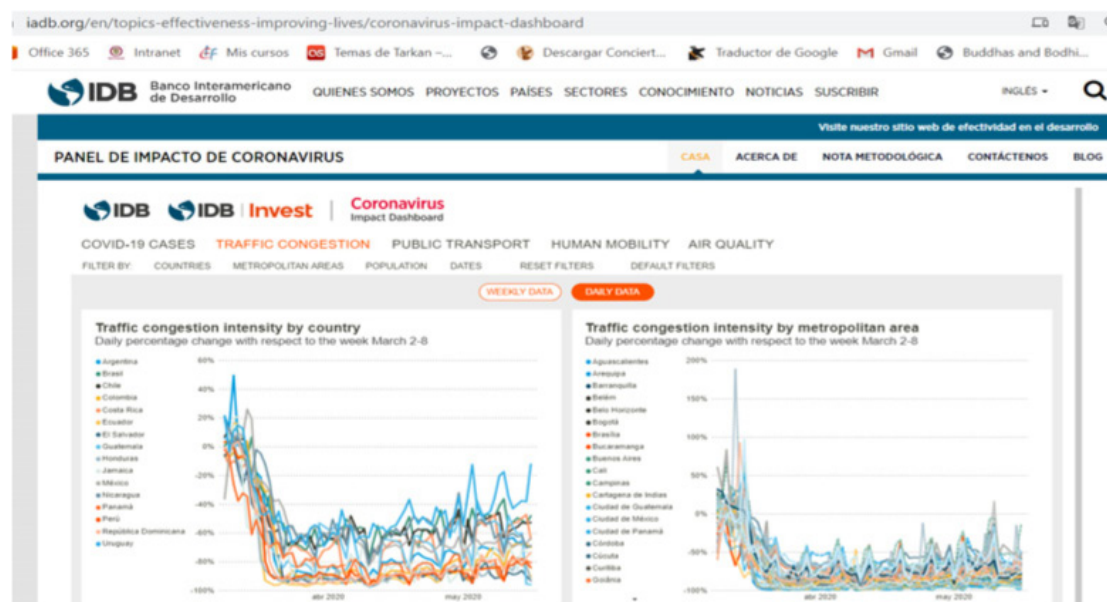 iadb.org/en/topics-effectiveness-improving-lives/coronavirus-impact-dashboard
Office 365 Intranet Mis cursos Temas de Tarkan –... Descargar Conciert... Traductor de Google Gmail Buddhas and Bodhi...
IDB Banco Interamericano de Desarrollo QUIENES SOMOS PROYECTOS PAÍSES SECTORES CONOCIMIENTO NOTICIAS SUSCRIBIR INGLÉS
Visite nuestro sitio web de efectividad en el desarrollo
PANEL DE IMPACTO DE CORONAVIRUS CASA ACERCA DE NOTA METODOLÓGICA CONTÁCTENOS BLOG
IDB IDB Invest Coronavirus
Impact Dashboard
COVID-19 CASES TRAFFIC CONGESTION PUBLIC TRANSPORT HUMAN MOBILITY AIR QUALITY
FILTER BY: COUNTRIES METROPOLITAN AREAS POPULATION DATES RESET FILTERS DEFAULT FILTERS
WEEKLY DATA DAILY DATA
Traffic congestion intensity by country
Daily percentage change with respect to the week March 2-8
Argentina
Brasil
Chile
Colombia
Costa Rica
Ecuador
El Salvador
Guatemala
Honduras
Jamaica
México
Nicaragua
Panamá
Perú
República Dominicana
Uruguay
60%
40%
20%
0%
-20%
-40%
-60%
-80%
-100%
abr 2020 may 2020
Traffic congestion intensity by metropolitan area
Daily percentage change with respect to the week March 2-8
Aguascalientes
Arequipa
Barranquilla
Belém
Belo Horizonte
Bogotá
Brasília
Bucaramanga
Buenos Aires
Cali
Campinas
Cartagena de Indias
Ciudad de Guatemala
Ciudad de México
Ciudad de Panamá
Córdoba
Cúcuta
Curitiba
Goiânia
200%
150%
100%
50%
0%
-50%
-100%
abr 2020 may 2020